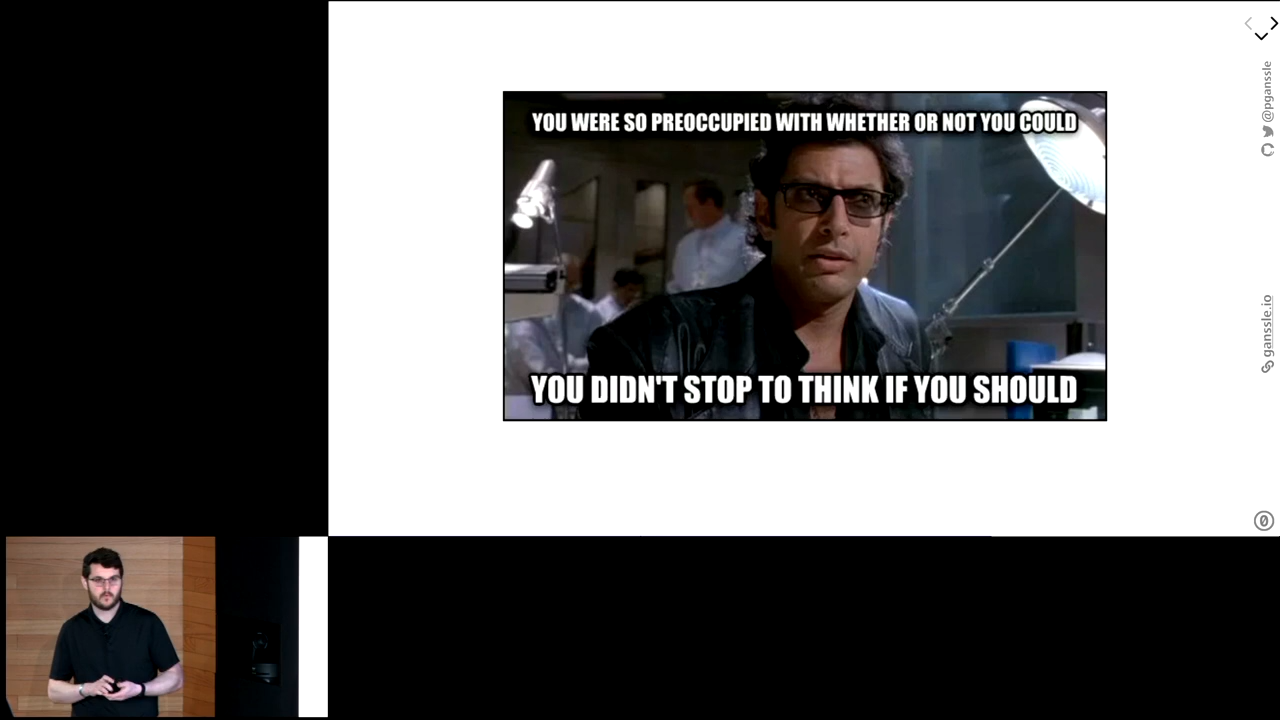 YOU WERE SO PREOCCUPIED WITH WHETHER OR NOT YOU COULD
YOU DIDN'T STOP TO THINK IF YOU SHOULD
@pganssle
ganssle.io
0